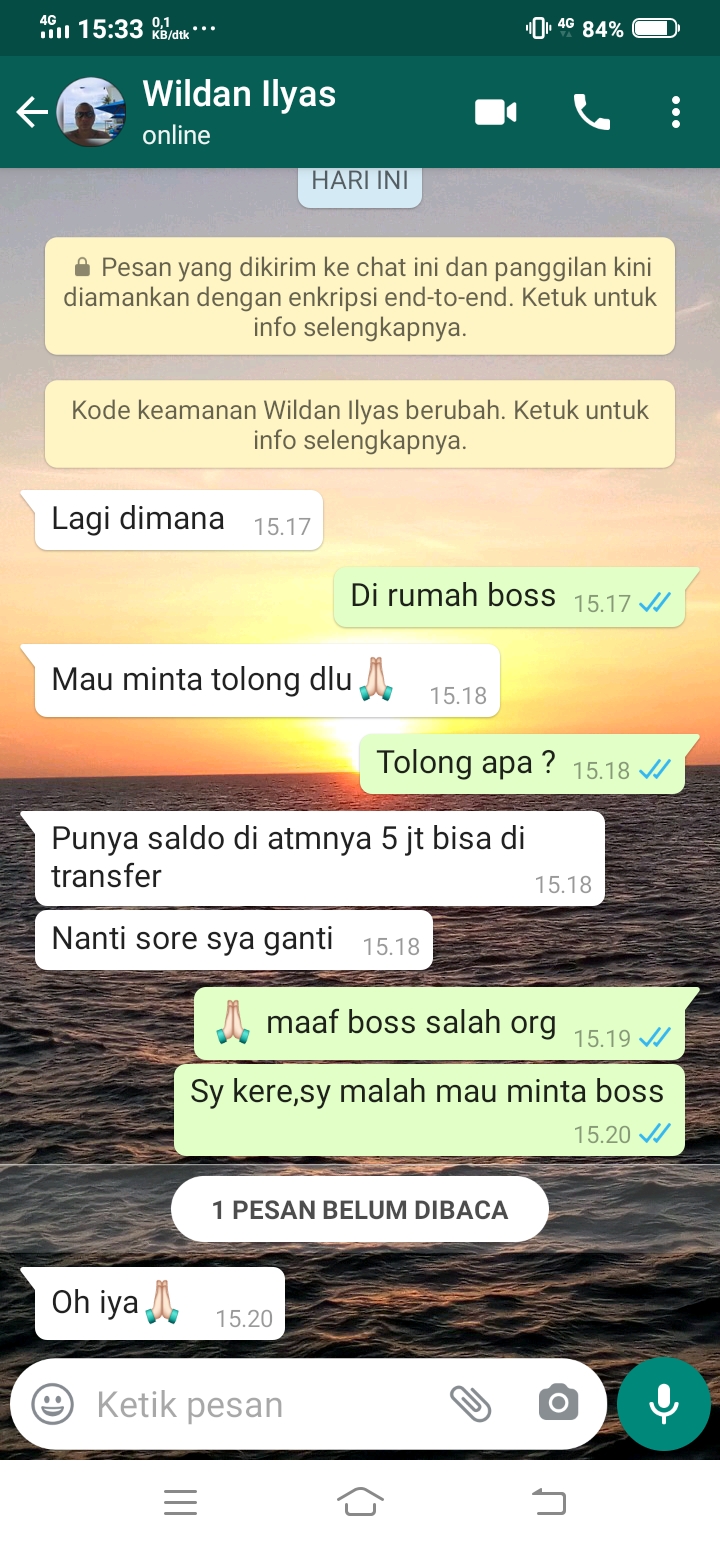 4G 15:33 0,1 KB/dtk ...
4G 84%
Wildan Ilyas
online
HARI INI
Pesan yang dikirim ke chat ini dan panggilan kini
diamankan dengan enkripsi end-to-end. Ketuk untuk
info selengkapnya.
Kode keamanan Wildan Ilyas berubah. Ketuk untuk
info selengkapnya.
Lagi dimana 15.17
Di rumah boss 15.17
Mau minta tolong dlu🙏🏻 15.18
Tolong apa ? 15.18
Punya saldo di atmnya 5 jt bisa di
transfer 15.18
Nanti sore sya ganti 15.18
🙏🏻 maaf boss salah org 15.19
Sy kere,sy malah mau minta boss
15.20
1 PESAN BELUM DIBACA
Oh iya🙏🏻 15.20
Ketik pesan